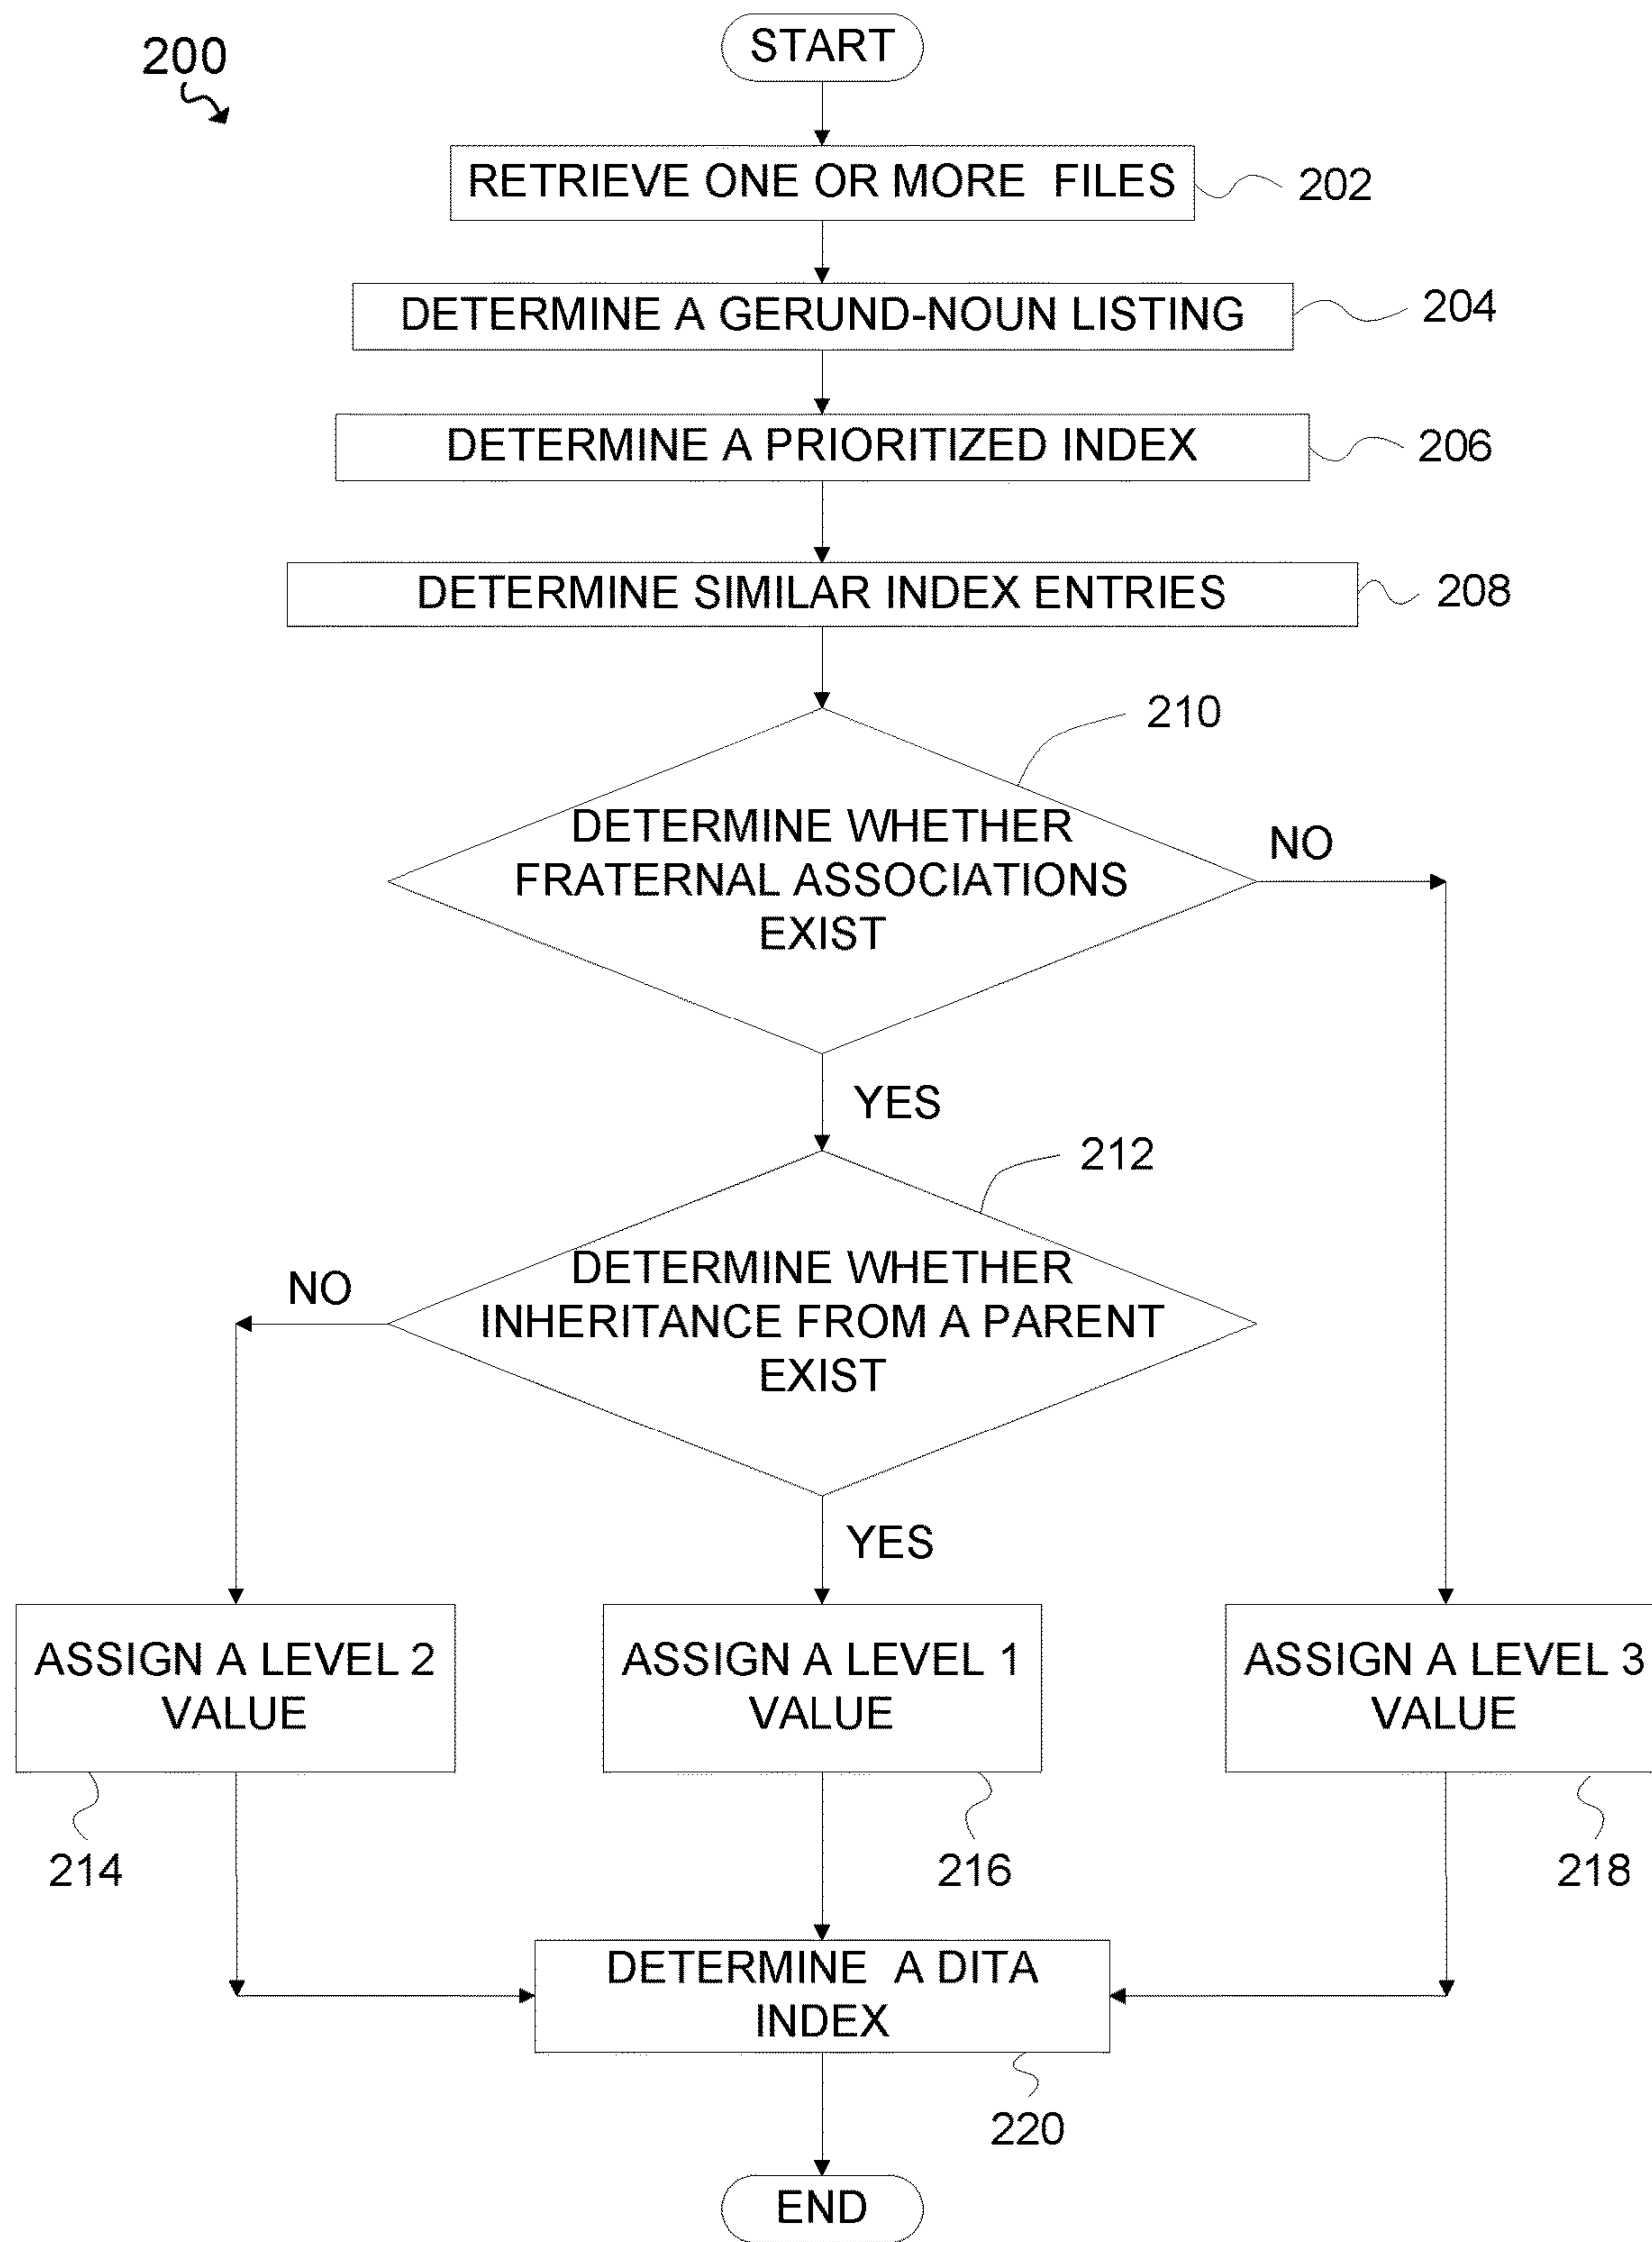 200
START
RETRIEVE ONE OR MORE FILES
202
DETERMINE A GERUND-NOUN LISTING
204
DETERMINE A PRIORITIZED INDEX
206
DETERMINE SIMILAR INDEX ENTRIES
208
210
DETERMINE WHETHER
FRATERNAL ASSOCIATIONS
EXIST
NO
YES
212
DETERMINE WHETHER
INHERITANCE FROM A PARENT
EXIST
NO
YES
ASSIGN A LEVEL 2
VALUE
ASSIGN A LEVEL 1
VALUE
ASSIGN A LEVEL 3
VALUE
214
216
218
DETERMINE A DITA
INDEX
220
END